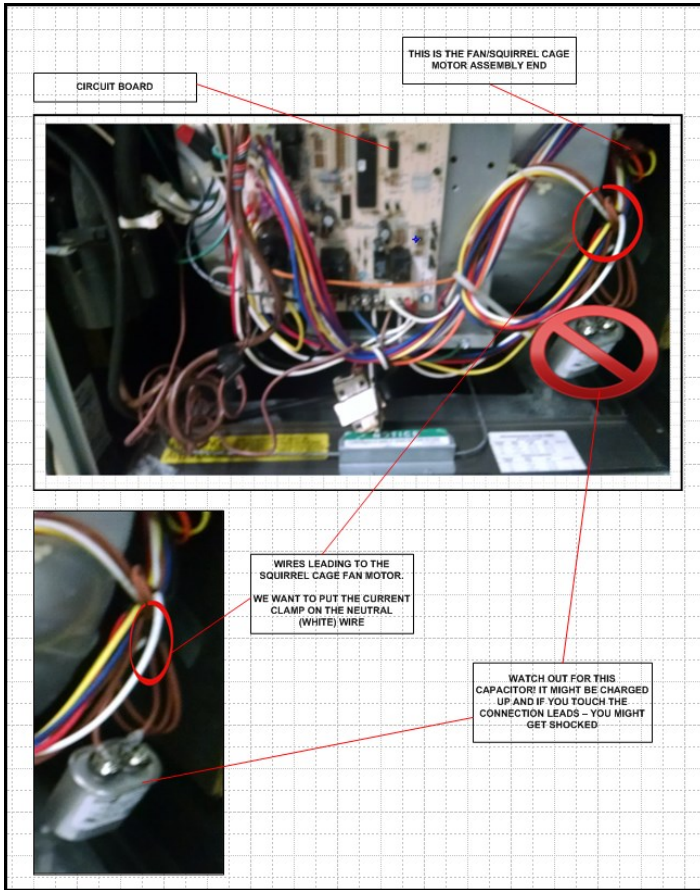 THIS IS THE FAN/SQUIRREL CAGE
MOTOR ASSEMBLY END
CIRCUIT BOARD
WIRES LEADING TO THE
SQUIRREL CAGE FAN MOTOR.
WE WANT TO PUT THE CURRENT
CLAMP ON THE NEUTRAL
(WHITE) WIRE
WATCH OUT FOR THIS
CAPACITOR! IT MIGHT BE CHARGED
UP AND IF YOU TOUCH THE
CONNECTION LEADS – YOU MIGHT
GET SHOCKED